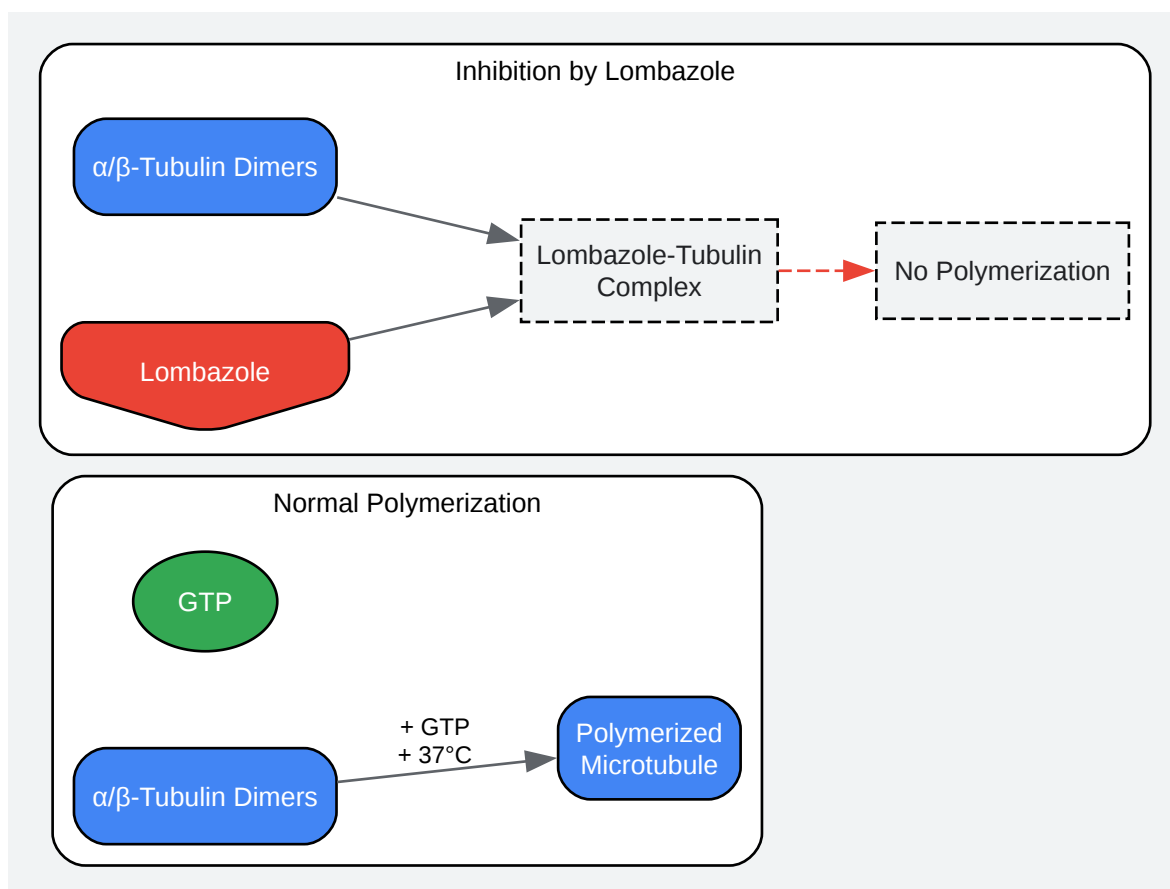 Inhibition by Lombazole
α/β-Tubulin Dimers
Lombazole-Tubulin
Complex
No Polymerization
Lombazole
Normal Polymerization
GTP
+ GTP
+ 37°C
Polymerized
Microtubule
α/β-Tubulin Dimers